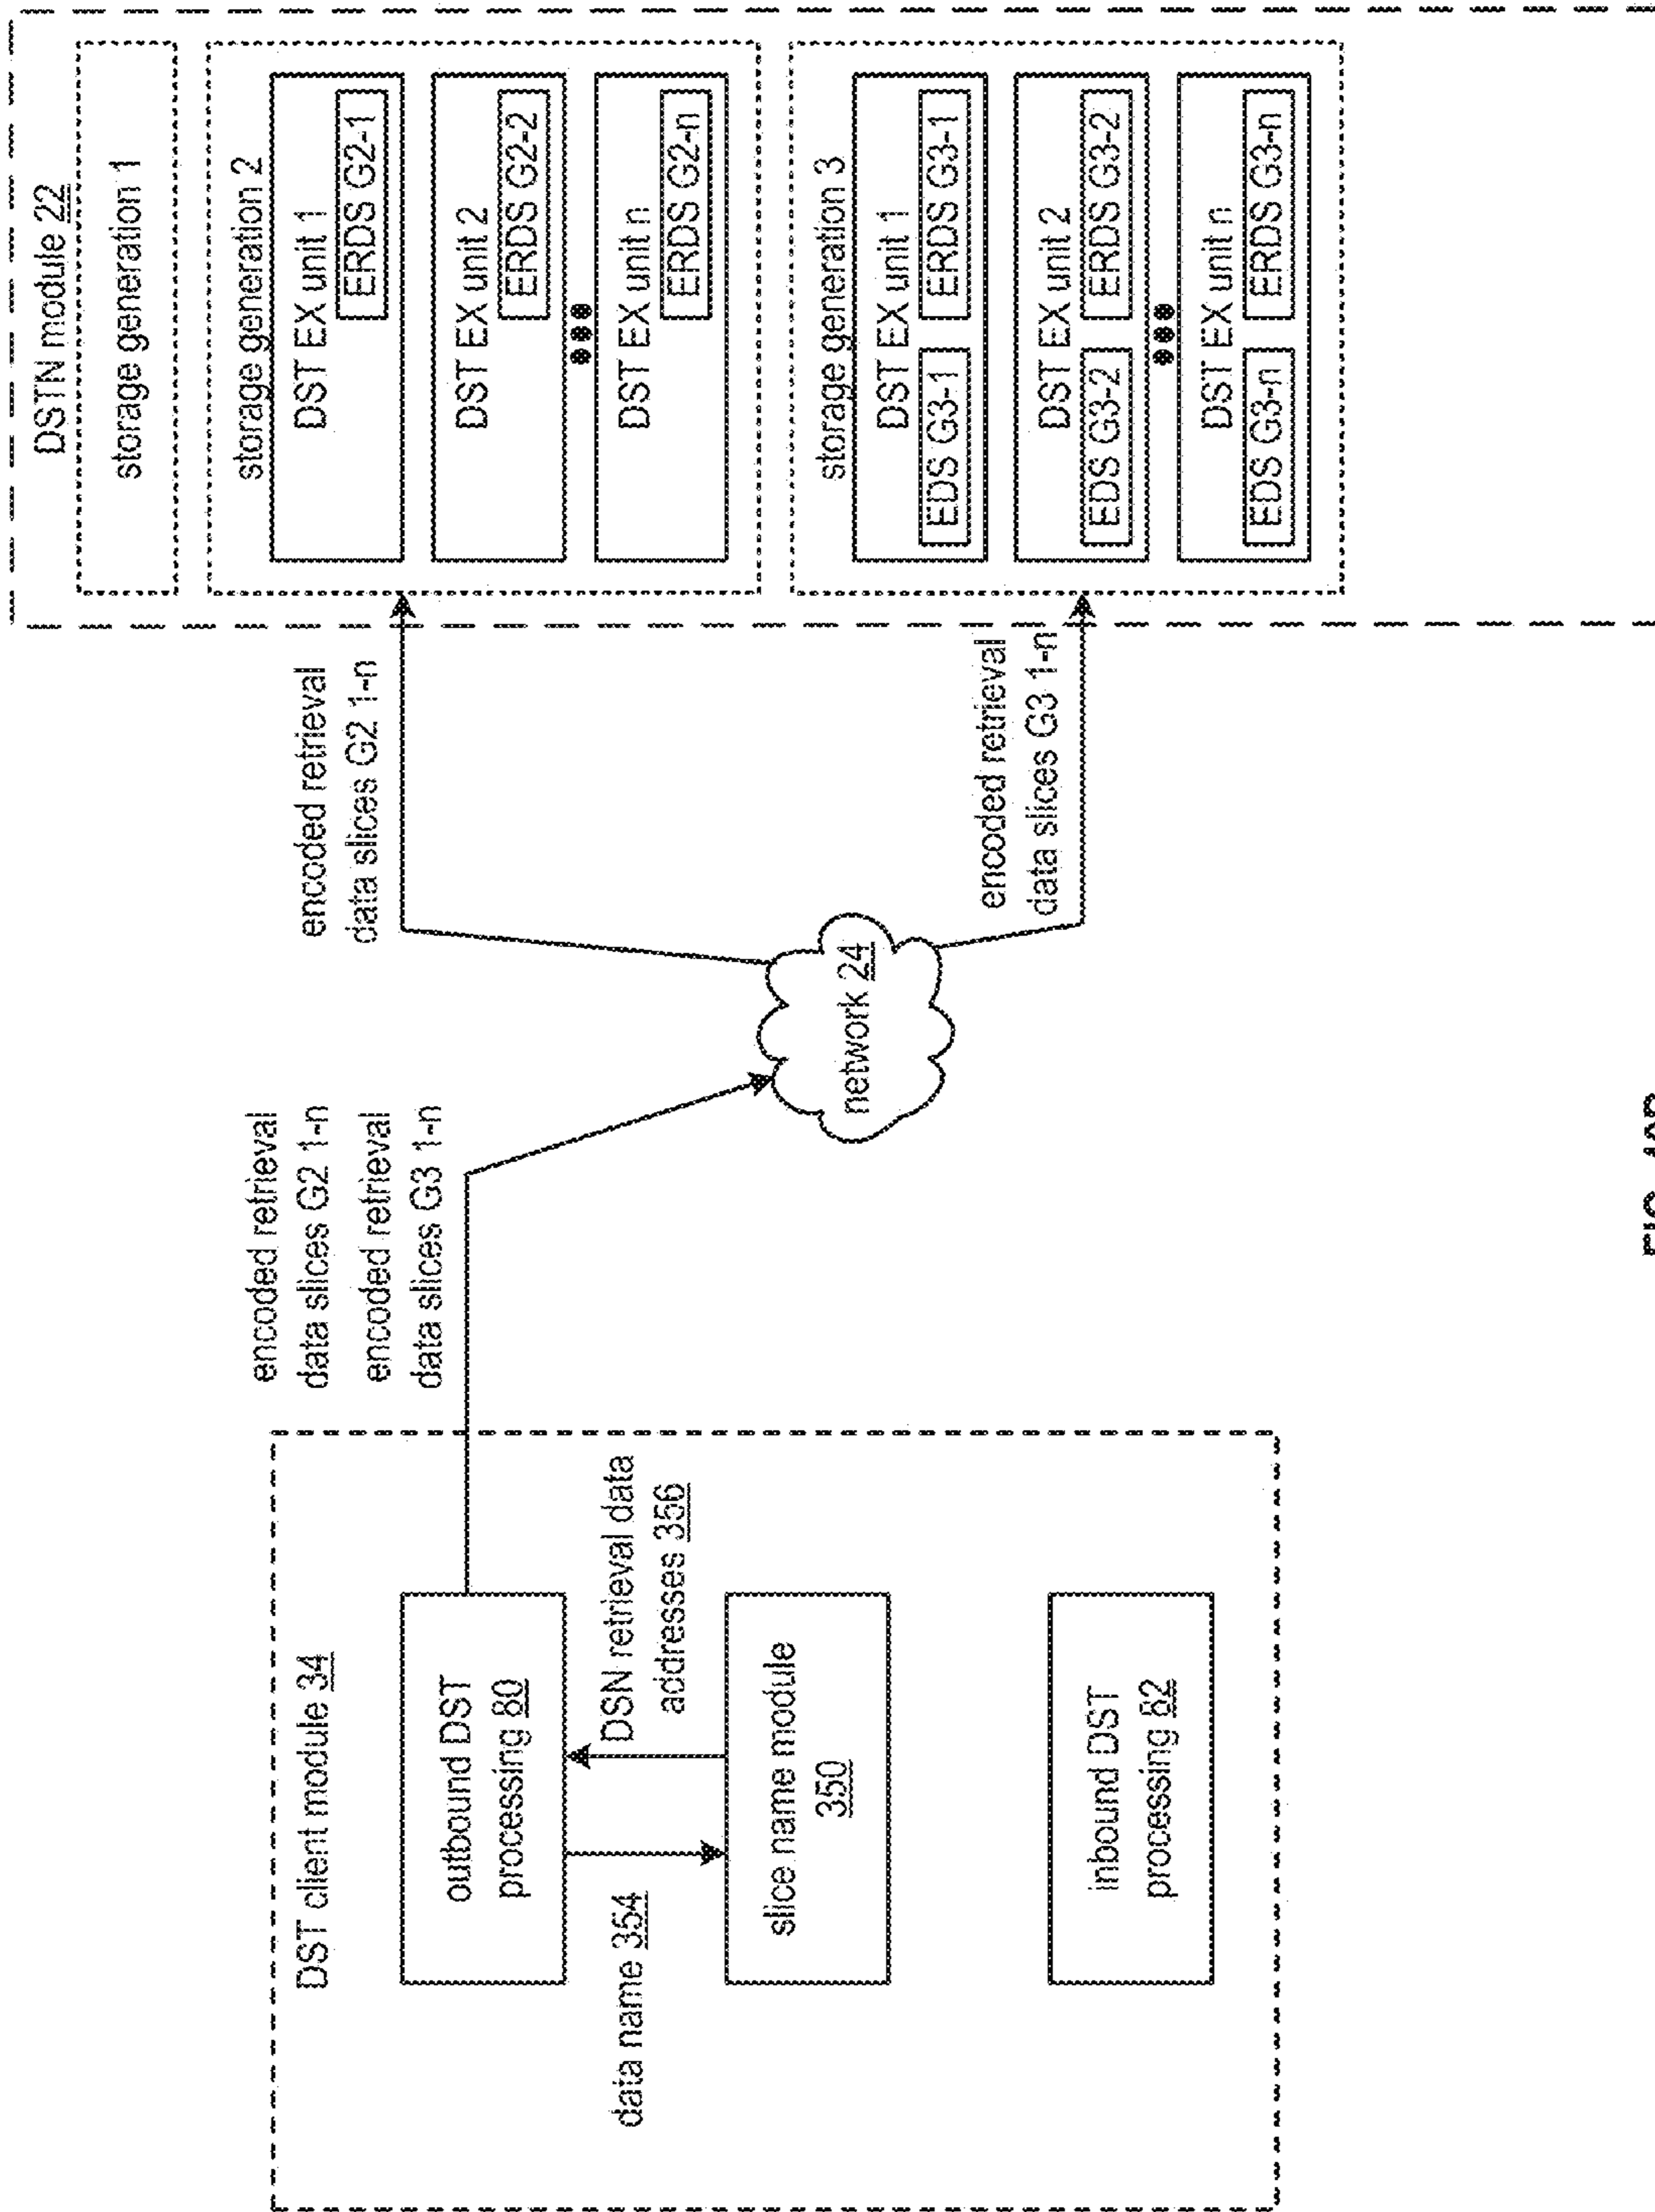 DST client module 34
outbound DST
processing 80
data name 354
DSN retrieval data
addresses 356
slice name module
350
inbound DST
processing 82
encoded retrieval
data slices G2 1-n
encoded retrieval
data slices G3 1-n
network 24
encoded retrieval
data slices G2 1-n
encoded retrieval
data slices G3 1-n
DSTN module 22
storage generation 1
storage generation 2
DST EX unit 1
ERDS G2-1
DST EX unit 2
ERDS G2-2
DST EX unit n
ERDS G2-n
storage generation 3
DST EX unit 1
EDS G3-1
ERDS G3-1
DST EX unit 2
EDS G3-2
ERDS G3-2
DST EX unit n
EDS G3-n
ERDS G3-n
FIG.